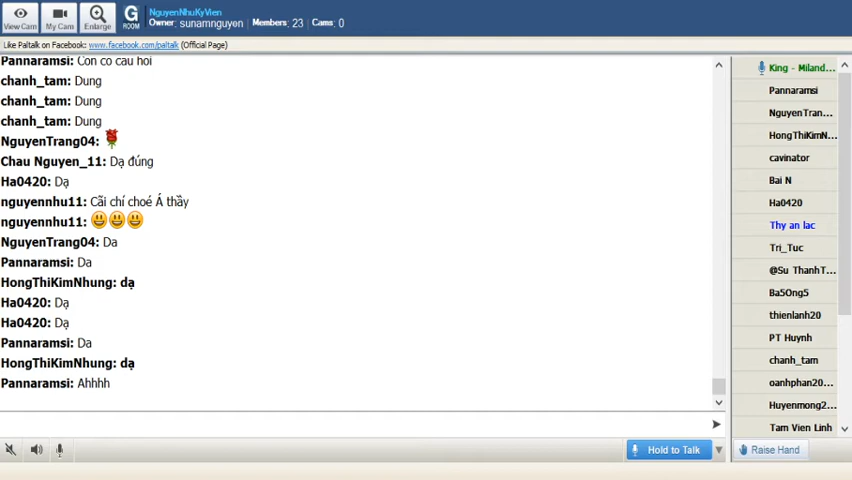 NguyenNhuKyVien
Owner: sunamnguyen Members: 23 Cams: 0
View Cam My Cam Enlarge G ROOM
Like Paltalk on Facebook: www.facebook.com/paltalk (Official Page)
Pannaramsi: Con co cau hoi
chanh_tam: Dung
chanh_tam: Dung
chanh_tam: Dung
NguyenTrang04:
Chau Nguyen_11: Dạ đúng
Ha0420: Dạ
nguyennhu11: Cãi chí choé Á thầy
nguyennhu11:
NguyenTrang04: Da
Pannaramsi: Da
HongThiKimNhung: dạ
Ha0420: Dạ
Ha0420: Dạ
Pannaramsi: Da
HongThiKimNhung: dạ
Pannaramsi: Ahhhh
Hold to Talk
King - Miland...
Pannaramsi
NguyenTran...
HongThiKimN...
cavinator
Bai N
Ha0420
Thy an lac
Tri_Tuc
@Su ThanhT...
Ba5Ong5
thienlanh20
PT Huynh
chanh_tam
oanhphan20...
Huyenmong2...
Tam Vien Linh
Raise Hand